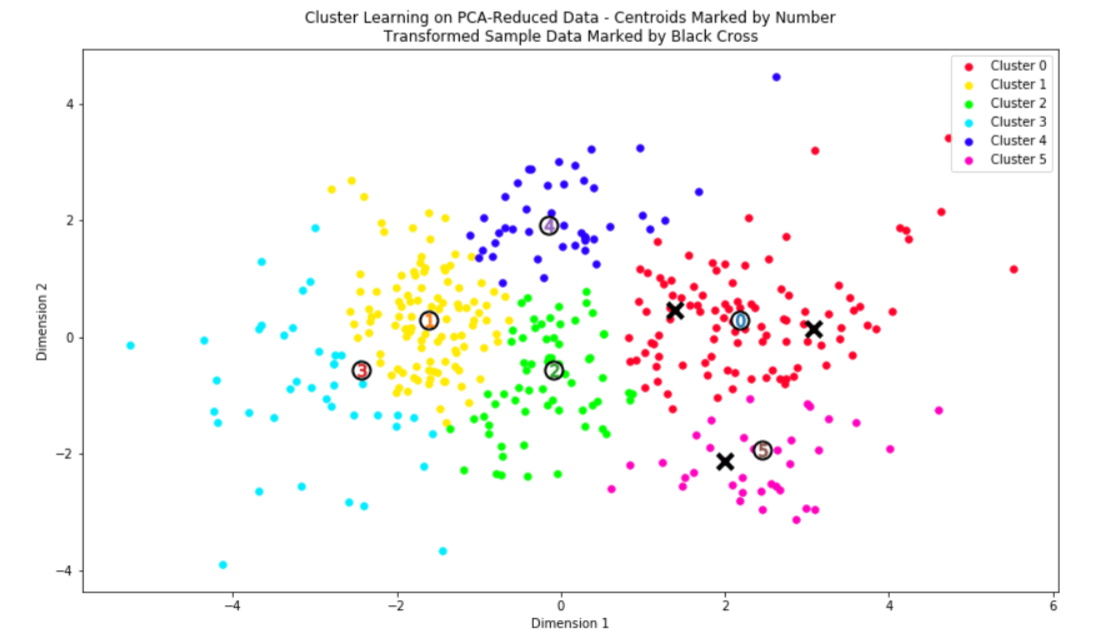 Cluster Learning on PCA-Reduced Data - Centroids Marked by Number
Transformed Sample Data Marked by Black Cross
Cluster 0
Cluster 1
Cluster 2
Cluster 3
Cluster 4
Cluster 5
4
2
0
−2
−4
Dimension 2
4
1
0
3
2
5
−4
−2
0
2
4
6
Dimension 1